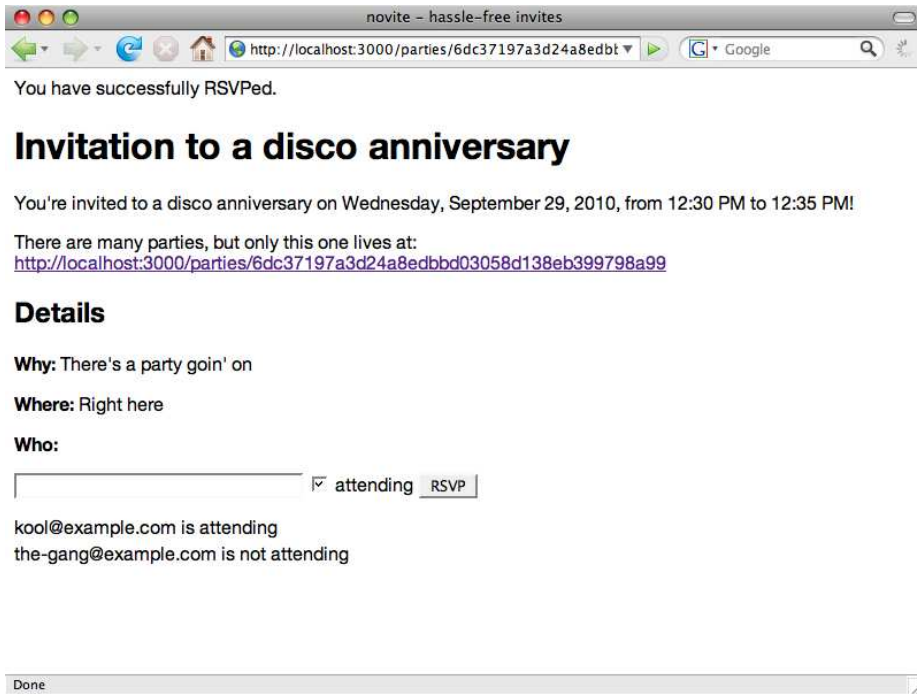 novite - hassle-free invites
http://localhost:3000/parties/6dc37197a3d24a8edb
G Google
You have successfully RSVPed.
Invitation to a disco anniversary
You're invited to a disco anniversary on Wednesday, September 29, 2010, from 12:30 PM to 12:35 PM!
There are many parties, but only this one lives at:
http://localhost:3000/parties/6dc37197a3d24a8edbbd03058d138eb399798a99
Details
Why: There's a party goin' on
Where: Right here
Who:
attending RSVP
kool@example.com is attending
the-gang@example.com is not attending
Done